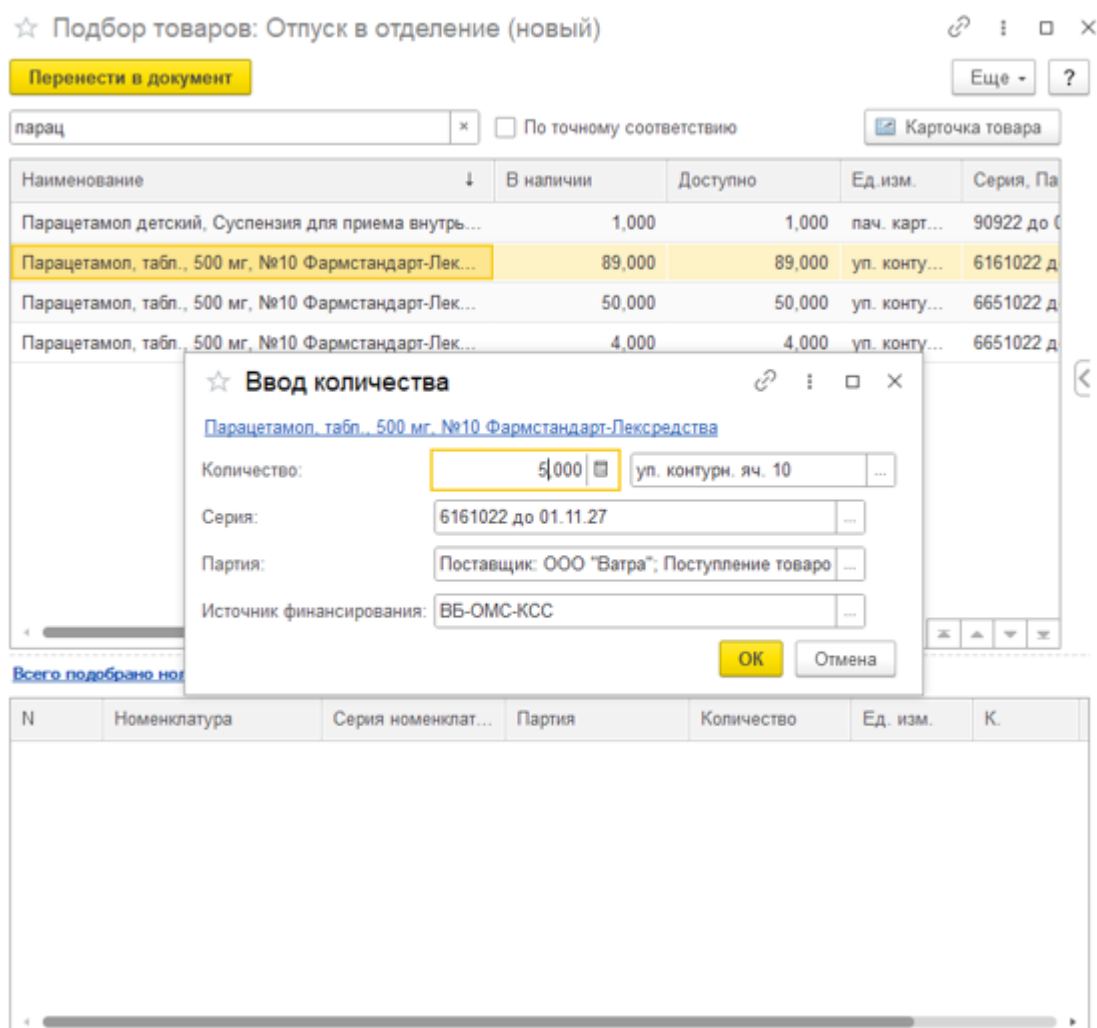 Подбор товаров: Отпуск в отделение (новый)
Перенести в документ
Еще
?
парац
По точному соответствию
Карточка товара
Наименование В наличии Доступно Ед.изм. Серия, Па
Парацетамол детский, Суспензия для приема внутрь... 1,000 1,000 пач. карт... 90922 до 0
Парацетамол, табл., 500 мг, №10 Фармстандарт-Лек... 89,000 89,000 уп. конту... 6161022 д
Парацетамол, табл., 500 мг, №10 Фармстандарт-Лек... 50,000 50,000 уп. конту... 6651022 д
Парацетамол, табл., 500 мг, №10 Фармстандарт-Лек... 4,000 4,000 уп. конту... 6651022 д
Ввод количества
Парацетамол, табл., 500 мг, №10 Фармстандарт-Лексредства
Количество: 5,000 уп. контурн. яч. 10 ...
Серия: 6161022 до 01.11.27 ...
Партия: Поставщик: ООО "Ватра"; Поступление товаро ...
Источник финансирования: ВБ-ОМС-КСС ...
ОК Отмена
Всего подобрано нол
N Номенклатура Серия номенклат... Партия Количество Ед. изм. К.